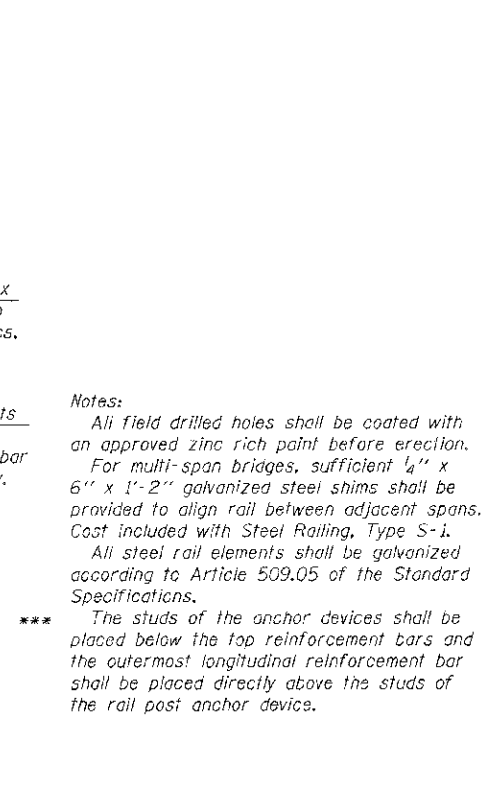 x
cs.
ts
bar
Notes:
All field drilled holes shall be coated with
an approved zinc rich paint before erection.
For multi-span bridges, sufficient 1/4" x
6" x 1'-2" galvanized steel shims shall be
provided to align rail between adjacent spans.
Cost included with Steel Railing, Type S-1.
All steel rail elements shall be galvanized
according to Article 509.05 of the Standard
Specifications.
*** The studs of the anchor devices shall be
placed below the top reinforcement bars and
the outermost longitudinal reinforcement bar
shall be placed directly above the studs of
the rail post anchor device.